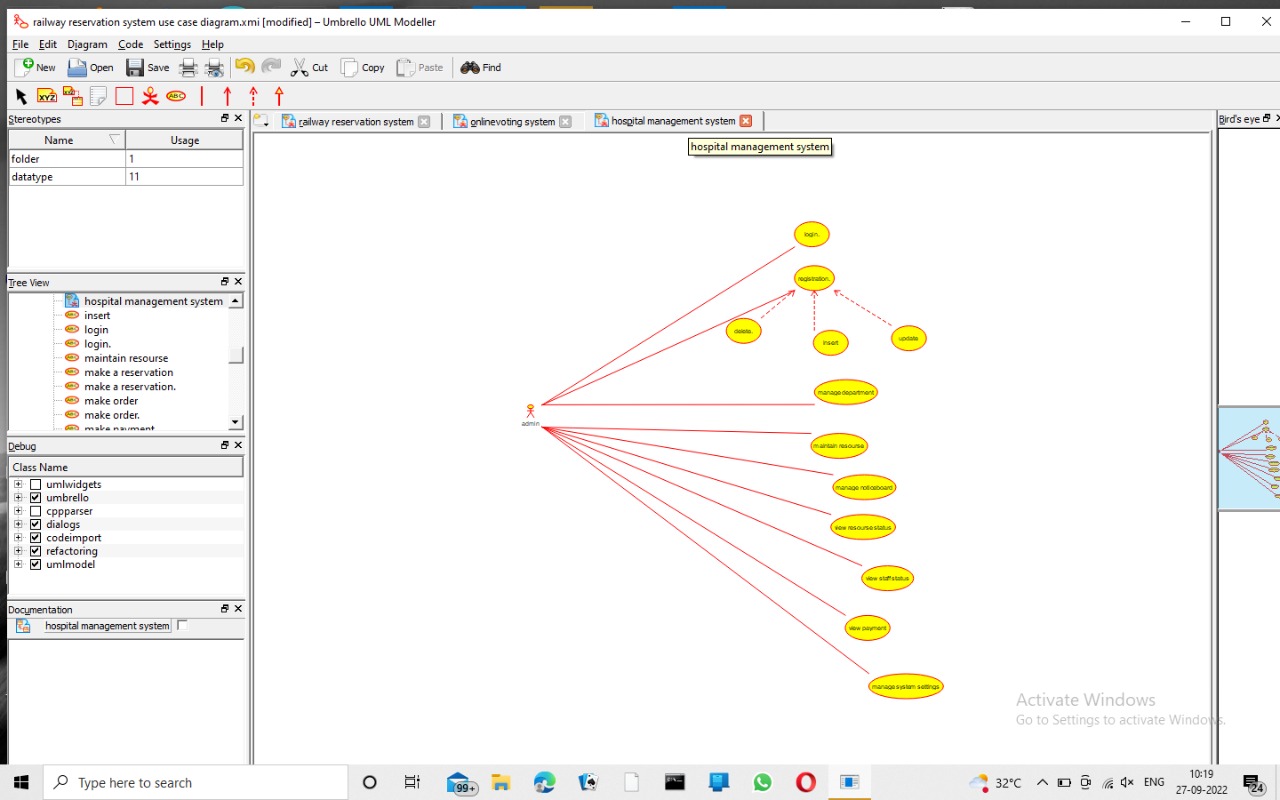 railway reservation system use case diagram.xmi [modified] – Umbrello UML Modeller
File Edit Diagram Code Settings Help
New Open Save Cut Copy Paste Find
XYZ ABC
Stereotypes
Name Usage
folder 1
datatype 11
Tree View
hospital management system
insert
login
login.
maintain resourse
make a reservation
make a reservation.
make order
make order.
make payment
Debug
Class Name
umlwidgets
umbrello
cppparser
dialogs
codeimport
refactoring
umlmodel
Documentation
hospital management system
railway reservation system onlinevoting system hospital management system
hospital management system
Bird's eye
login.
registration.
delete.
insert
update
admin
manage department
maintain resourse
manage noticeboard
view resourse status
view staff status
view payment
manage system settings
Activate Windows
Go to Settings to activate Windows.
Type here to search
99+
32°C
ENG
10:19
27-09-2022
24